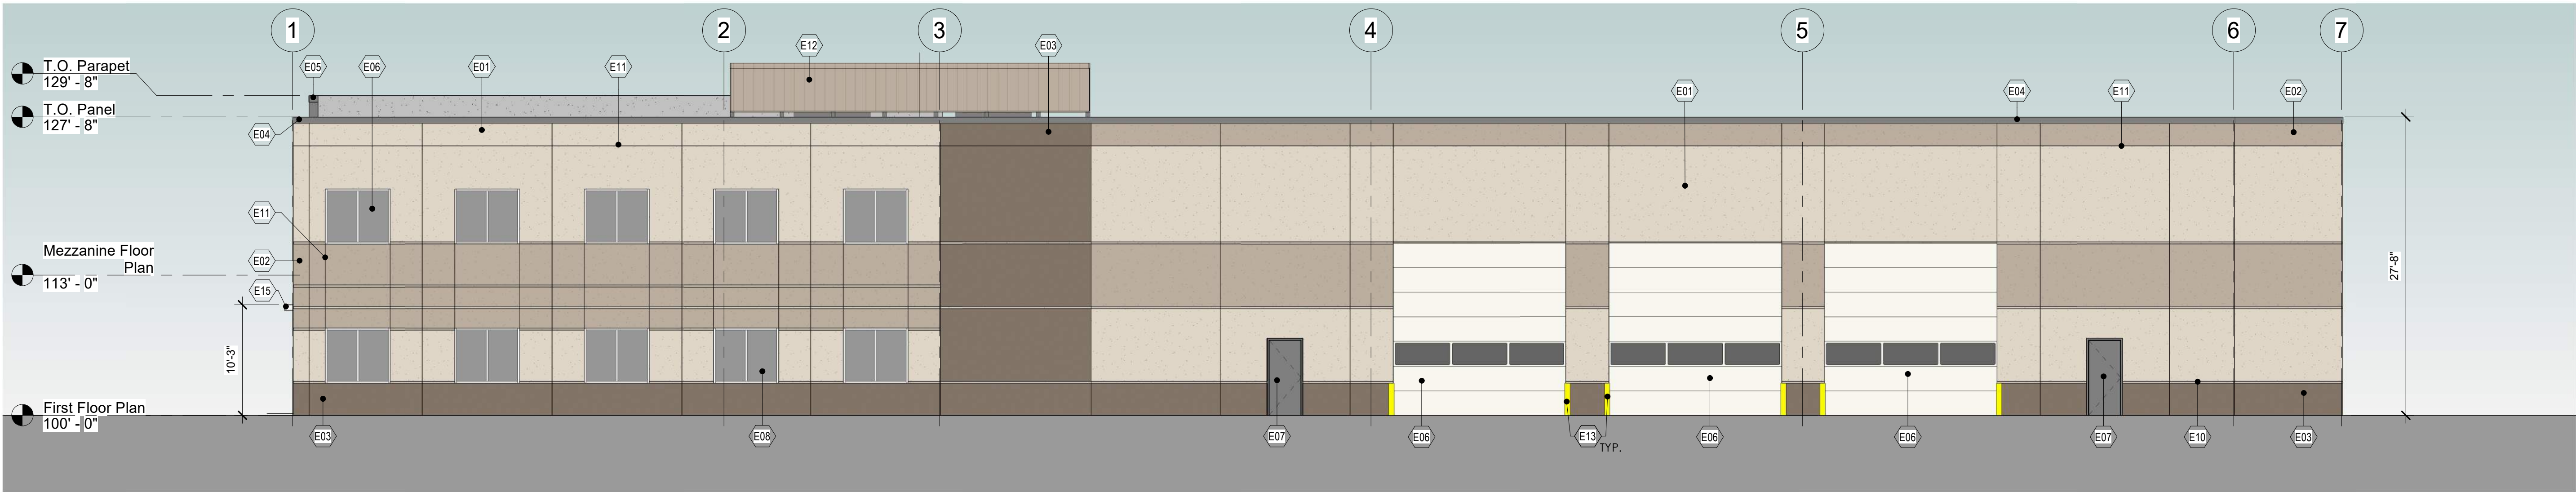 1
2
3
4
5
6
7
E12
E03
T.O. Parapet
129' - 8"
E05
E06
E01
E11
E01
E04
E11
E02
T.O. Panel
127' - 8"
E04
E11
Mezzanine Floor
Plan
113' - 0"
E02
27'-8"
E15
10'-3"
First Floor Plan
100' - 0"
E03
E08
E07
E06
E13
TYP.
E06
E06
E07
E10
E03